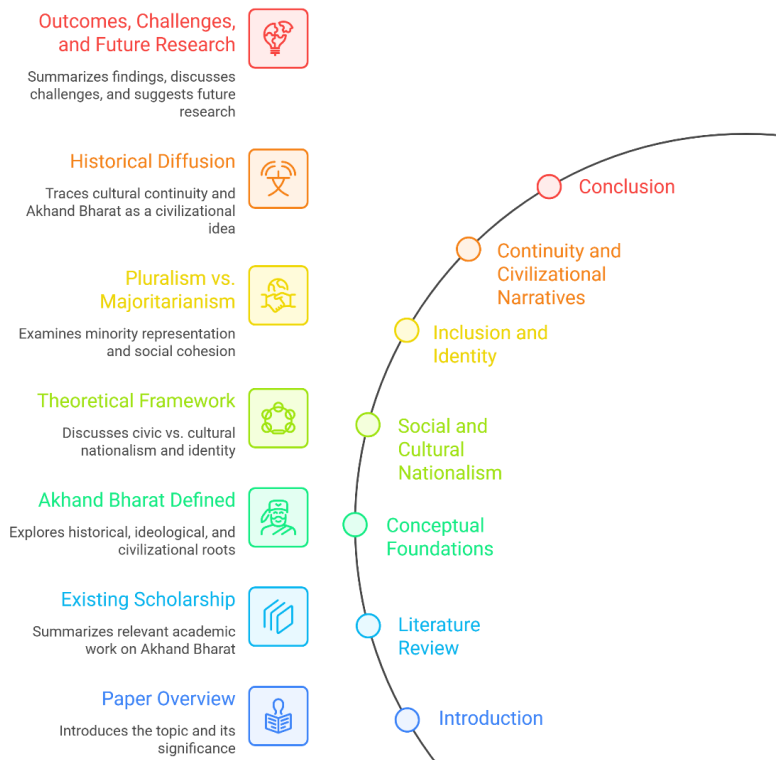 Outcomes, Challenges,
and Future Research
Summarizes findings, discusses
challenges, and suggests future
research
Conclusion
Historical Diffusion
Traces cultural continuity and
Akhand Bharat as a civilizational
idea
Continuity and
Civilizational
Narratives
Pluralism vs.
Majoritarianism
Examines minority representation
and social cohesion
Inclusion and
Identity
Theoretical Framework
Discusses civic vs. cultural
nationalism and identity
Social and
Cultural
Nationalism
Akhand Bharat Defined
Explores historical, ideological, and
civilizational roots
Conceptual
Foundations
Existing Scholarship
Summarizes relevant academic
work on Akhand Bharat
Literature
Review
Paper Overview
Introduces the topic and its
significance
Introduction